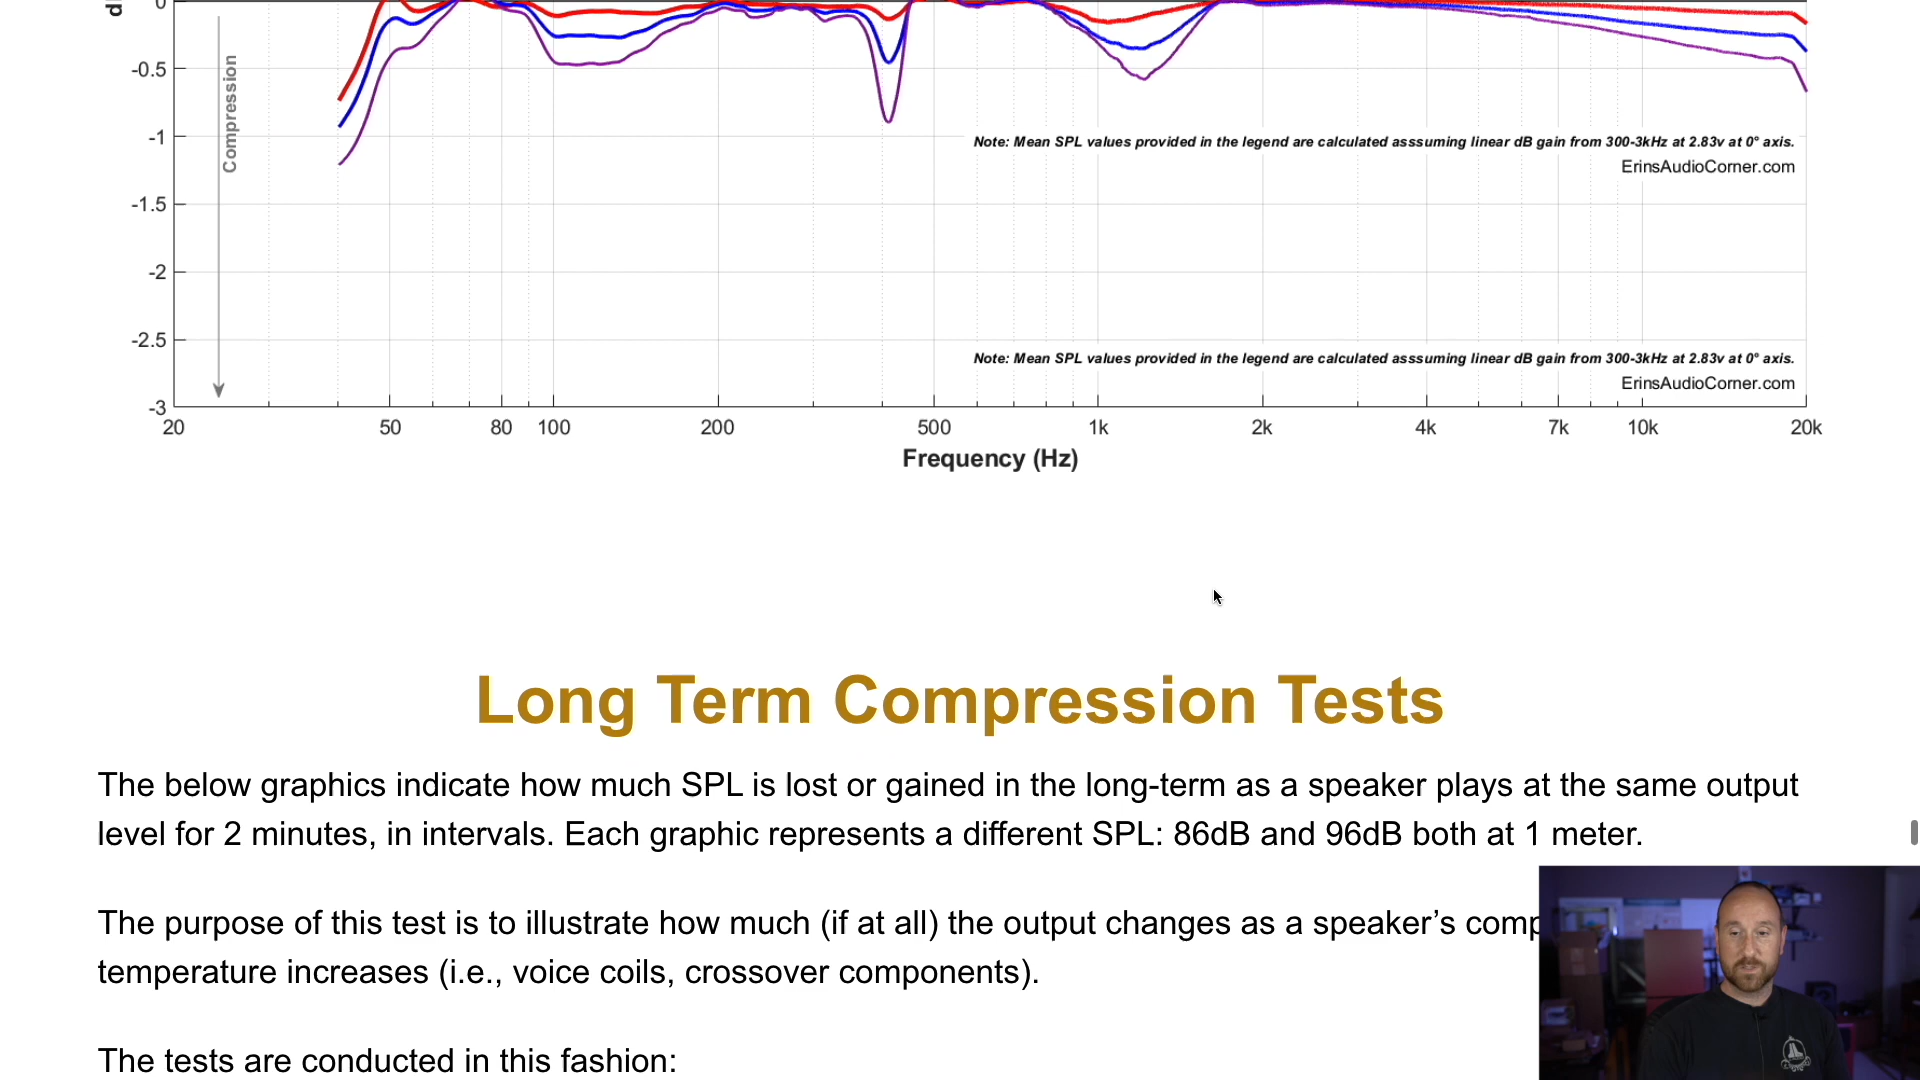 0
-0.5
Compression
-1
Note: Mean SPL values provided in the legend are calculated asssuming linear dB gain from 300-3kHz at 2.83v at 0° axis.
ErinsAudioCorner.com
-1.5
-2
-2.5
Note: Mean SPL values provided in the legend are calculated asssuming linear dB gain from 300-3kHz at 2.83v at 0° axis.
ErinsAudioCorner.com
-3
20 50 80 100 200 500 1k 2k 4k 7k 10k 20k
Frequency (Hz)
Long Term Compression Tests
The below graphics indicate how much SPL is lost or gained in the long-term as a speaker plays at the same output
level for 2 minutes, in intervals. Each graphic represents a different SPL: 86dB and 96dB both at 1 meter.
The purpose of this test is to illustrate how much (if at all) the output changes as a speaker’s comp
temperature increases (i.e., voice coils, crossover components).
The tests are conducted in this fashion: